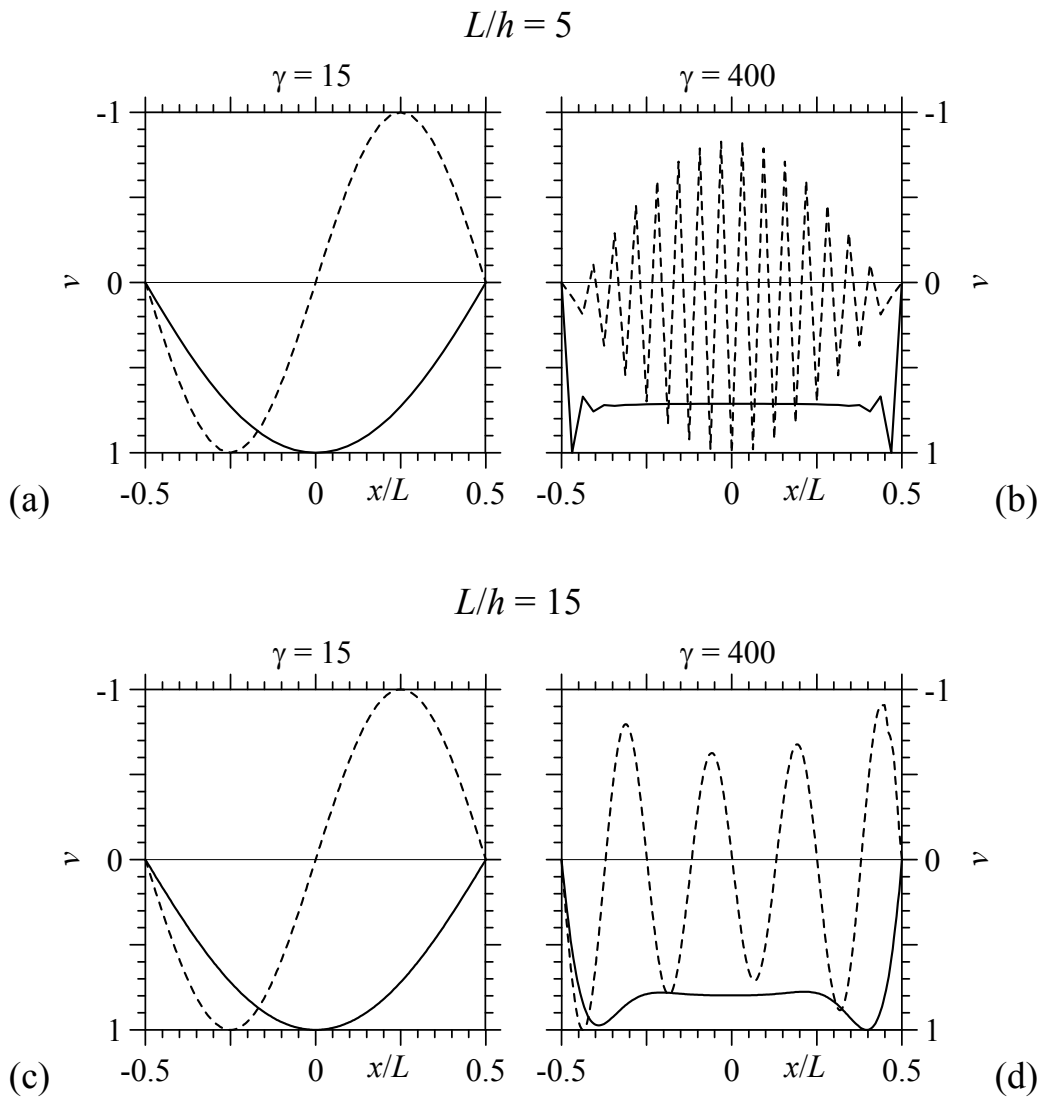 L/h = 5
γ = 15
γ = 400
-1
-1
v
0
0
v
1
1
(a)
-0.5
0
x/L
0.5
-0.5
0
x/L
0.5
(b)
L/h = 15
γ = 15
γ = 400
-1
-1
v
0
0
v
1
1
(c)
-0.5
0
x/L
0.5
-0.5
0
x/L
0.5
(d)